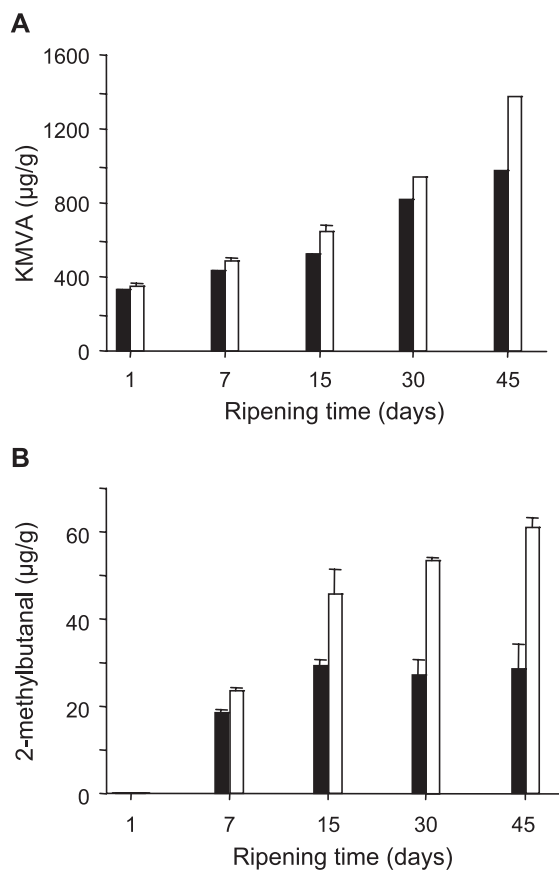 A
KMVA (µg/g)
1600
1200
800
400
0
1 7 15 30 45
Ripening time (days)
B
2-methylbutanal (µg/g)
60
40
20
0
1 7 15 30 45
Ripening time (days)